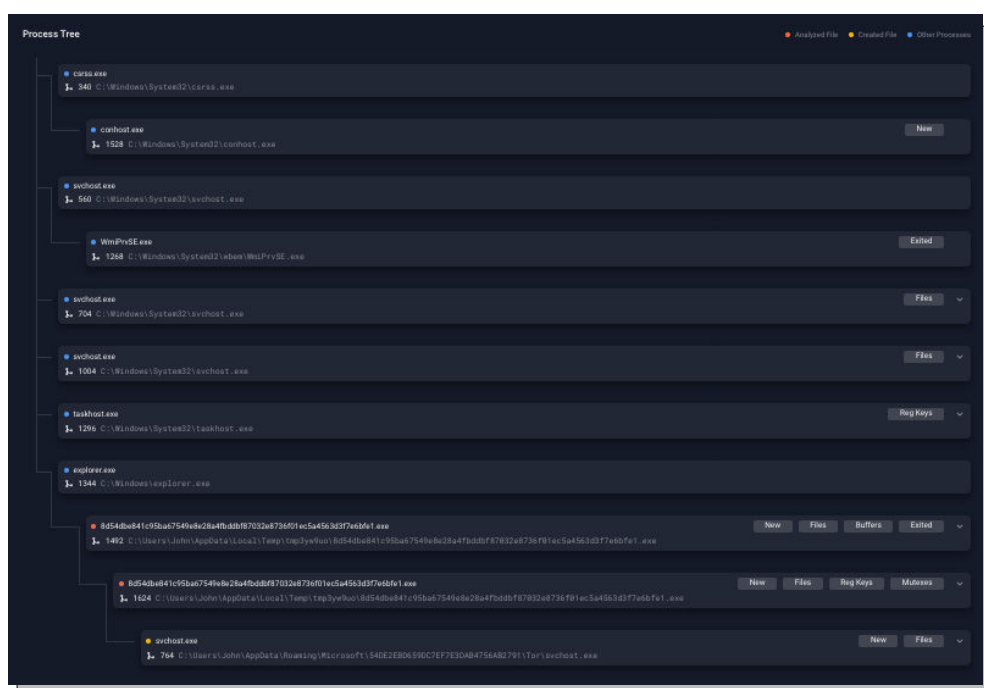 Process Tree
Analyzed File Created File Other Processes
csrss.exe
340 C:\Windows\System32\csrss.exe
conhost.exe New
1528 C:\Windows\System32\conhost.exe
svchost.exe
560 C:\Windows\System32\svchost.exe
WmiPrvSE.exe Exited
1268 C:\Windows\System32\wbem\WmiPrvSE.exe
svchost.exe Files
704 C:\Windows\System32\svchost.exe
svchost.exe Files
1004 C:\Windows\System32\svchost.exe
taskhost.exe Reg Keys
1296 C:\Windows\System32\taskhost.exe
explorer.exe
1344 C:\Windows\explorer.exe
8d54dbe841c95ba67549e8e28a4fbddbf87032e8736f01ec5a4563d3f7e6bfe1.exe New Files Buffers Exited
1492 C:\Users\John\AppData\Local\Temp\tmp3yw9uo\8d54dbe841c95ba67549e8e28a4fbddbf87032e8736f01ec5a4563d3f7e6bfe1.exe
8d54dbe841c95ba67549e8e28a4fbddbf87032e8736f01ec5a4563d3f7e6bfe1.exe New Files Reg Keys Mutexes
1624 C:\Users\John\AppData\Local\Temp\tmp3yw9uo\8d54dbe841c95ba67549e8e28a4fbddbf87032e8736f01ec5a4563d3f7e6bfe1.exe
svchost.exe New Files
764 C:\Users\John\AppData\Roaming\Microsoft\54DE2EBD659DC7EF7E3DAB4756A82791\Tor\svchost.exe